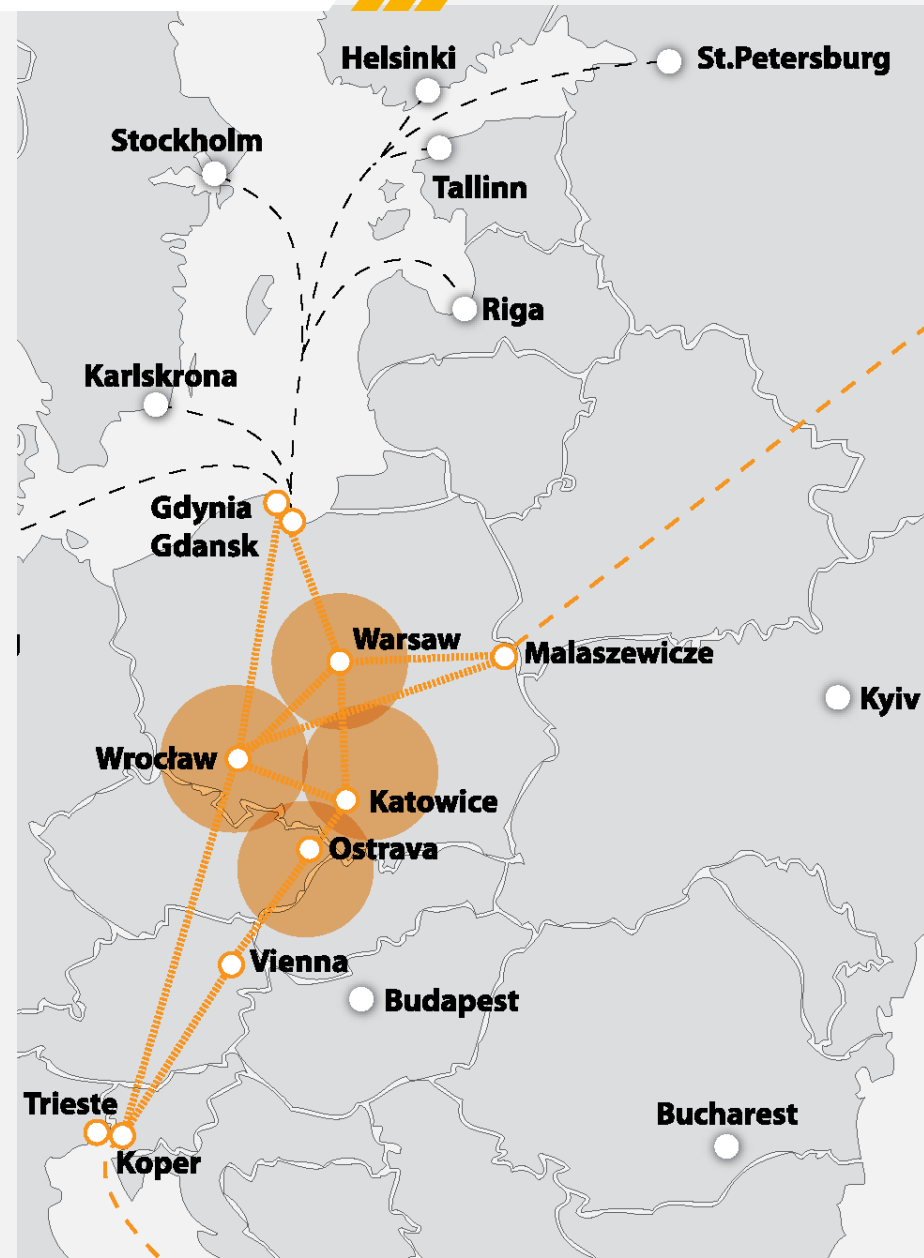 Helsinki
St.Petersburg
Stockholm
Tallinn
Riga
Karlskrona
Gdynia
Gdansk
Warsaw
Malaszewicze
Kyiv
Wrocław
Katowice
Ostrava
Vienna
Budapest
Trieste
Koper
Bucharest